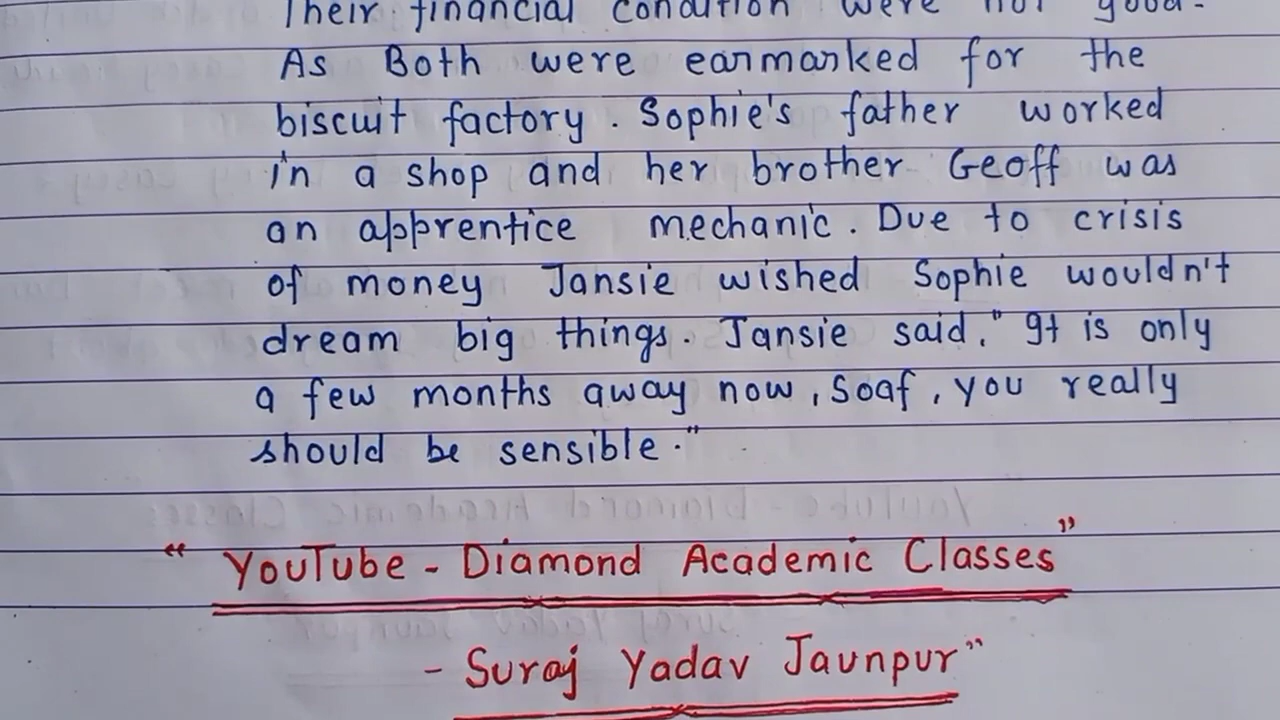 Their financial condition were not good.
As Both were earmarked for the
biscuit factory. Sophie's father worked
in a shop and her brother Geoff was
an apprentice mechanic. Due to crisis
of money Jansie wished Sophie wouldn't
dream big things. Jansie said, "It is only
a few months away now, Soaf, you really
should be sensible."
"YouTube - Diamond Academic Classes"
- Suraj Yadav Jaunpur"